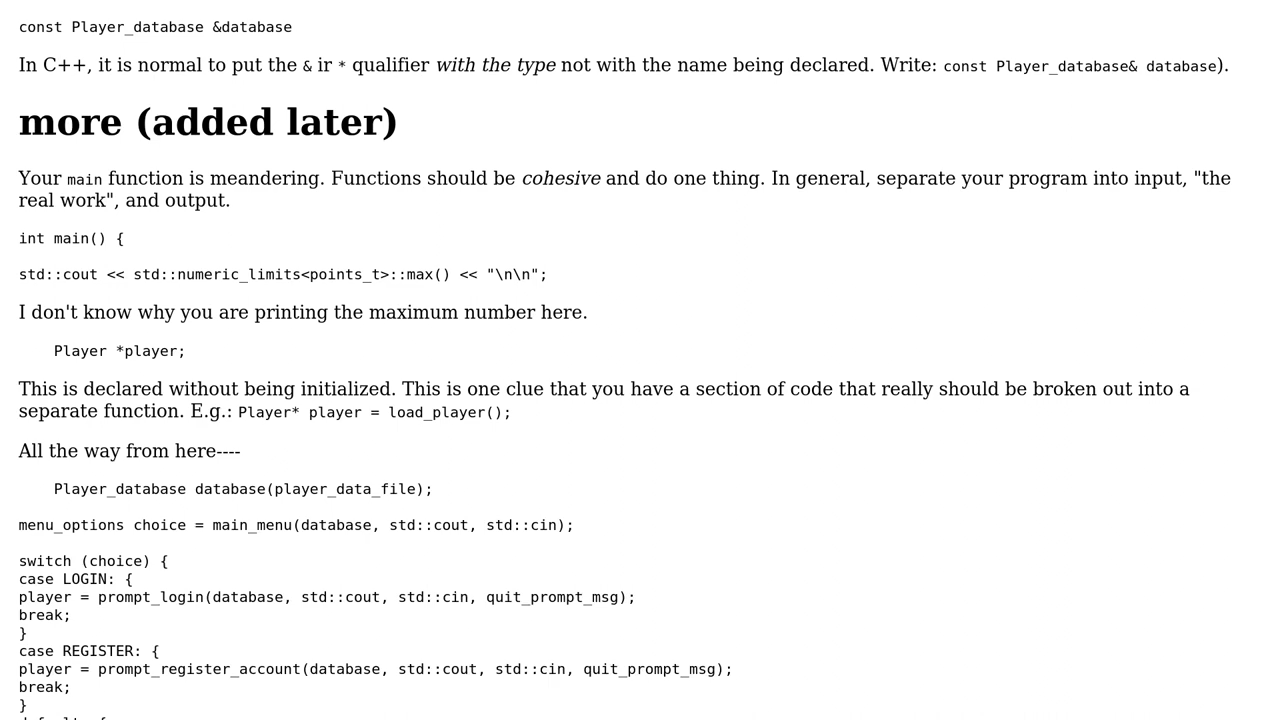 const Player_database &database
In C++, it is normal to put the & ir * qualifier with the type not with the name being declared. Write: const Player_database& database).
more (added later)
Your main function is meandering. Functions should be cohesive and do one thing. In general, separate your program into input, "the
real work", and output.
int main() {
std::cout << std::numeric_limits<points_t>::max() << "\n\n";
I don't know why you are printing the maximum number here.
Player *player;
This is declared without being initialized. This is one clue that you have a section of code that really should be broken out into a
separate function. E.g.: Player* player = load_player();
All the way from here----
Player_database database(player_data_file);
menu_options choice = main_menu(database, std::cout, std::cin);
switch (choice) {
case LOGIN: {
player = prompt_login(database, std::cout, std::cin, quit_prompt_msg);
break;
}
case REGISTER: {
player = prompt_register_account(database, std::cout, std::cin, quit_prompt_msg);
break;
}